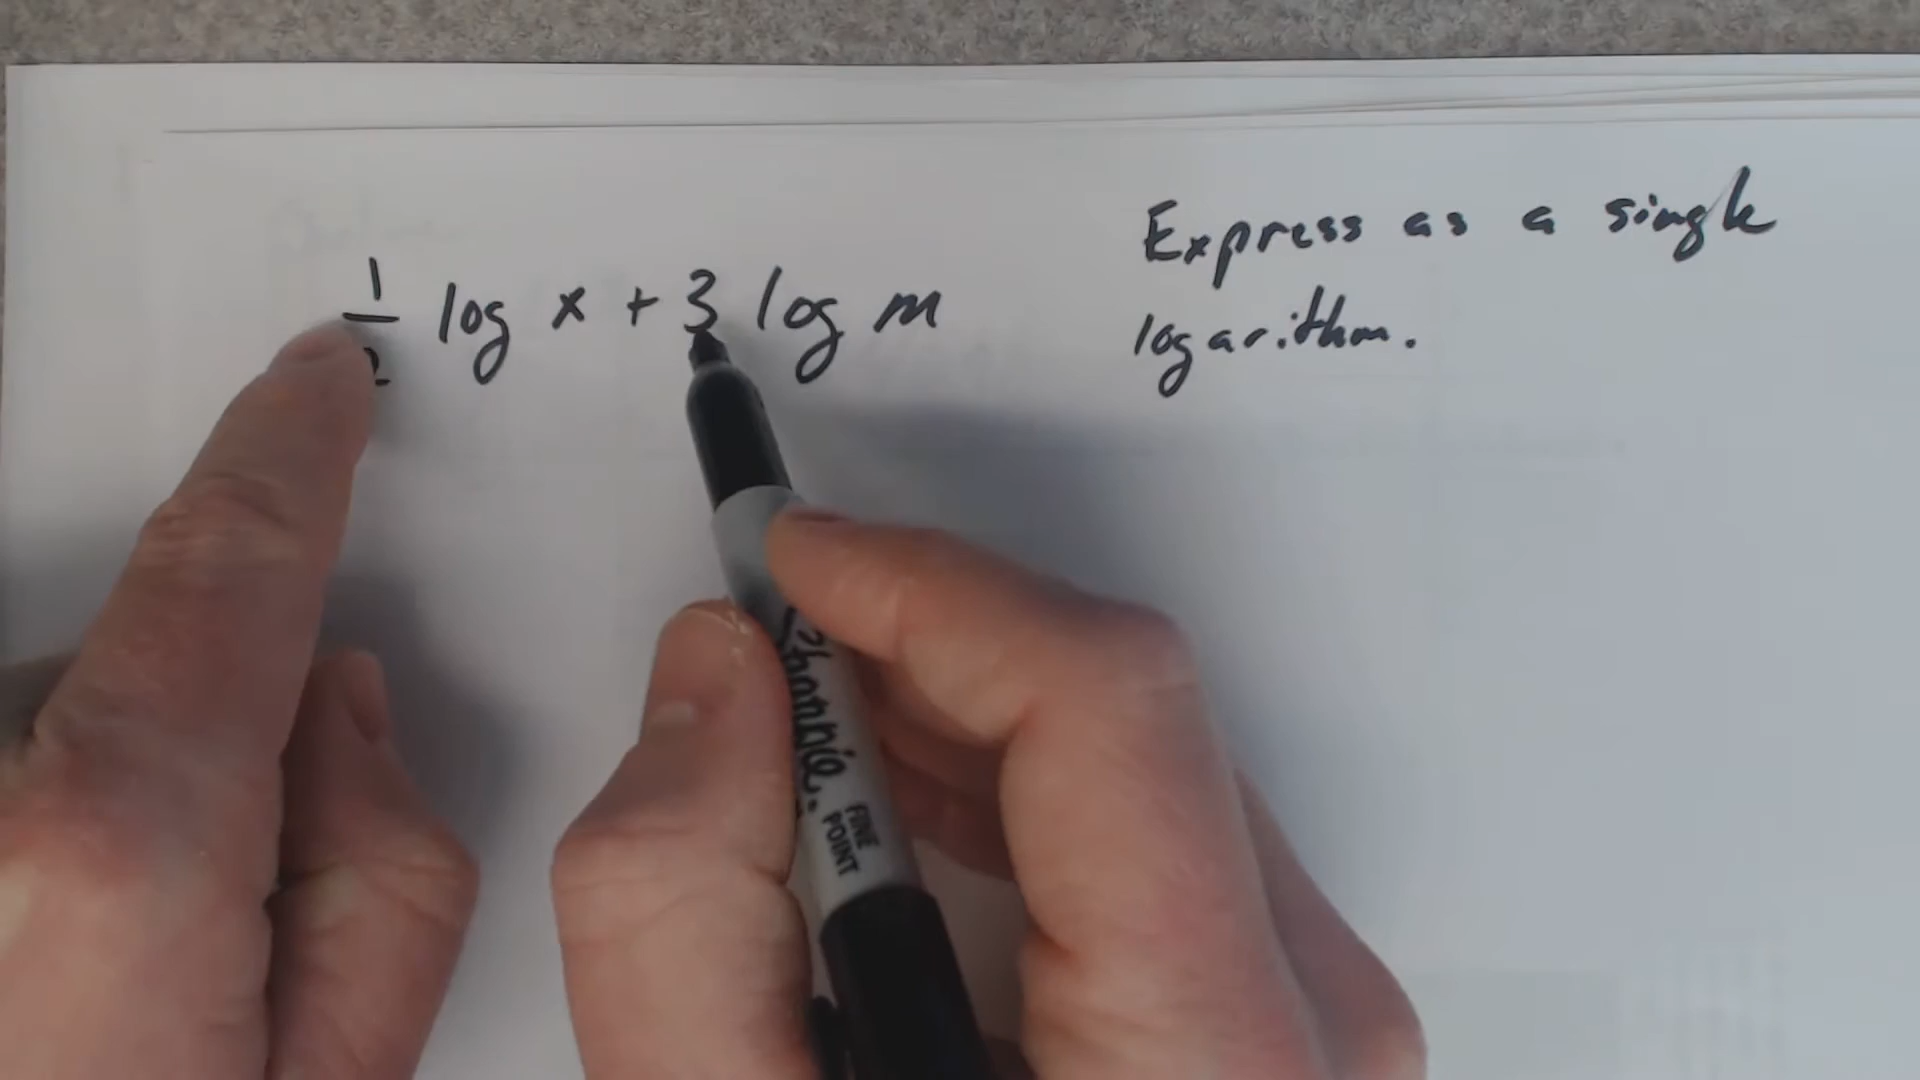 1/2 log x + 3 log m
Express as a single
logarithm.
Sharpie.
FINE
POINT